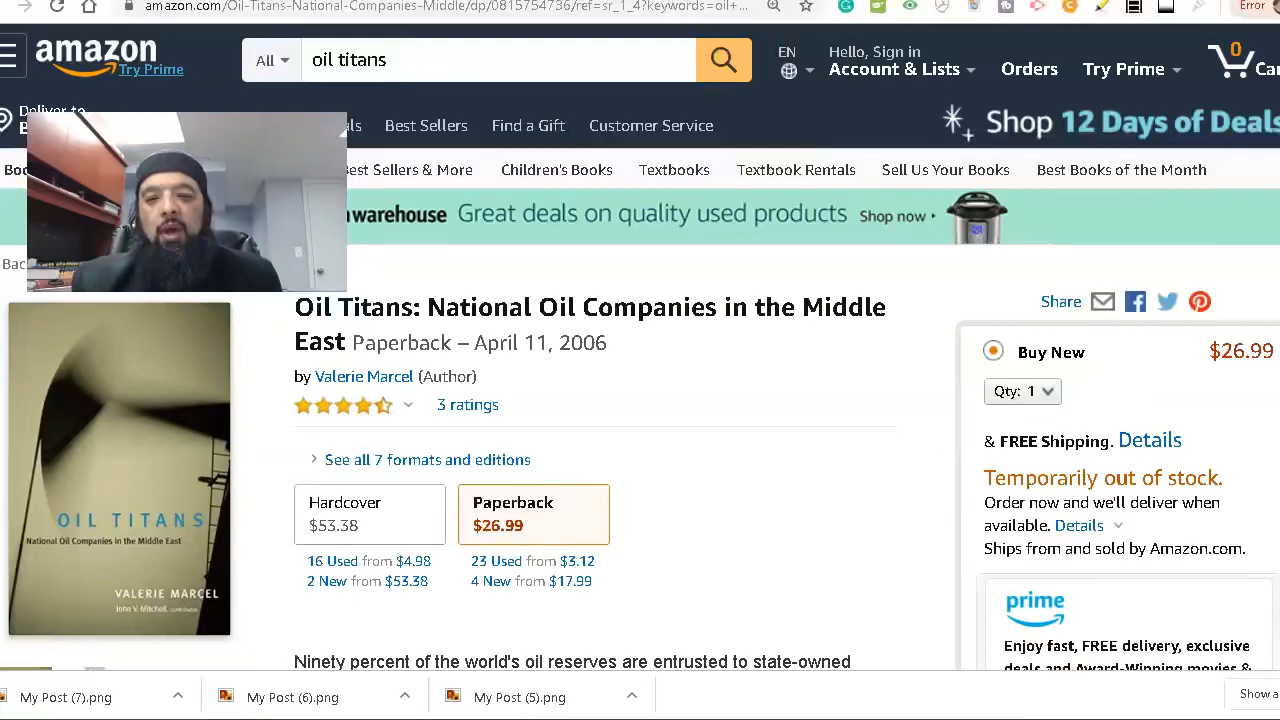 amazon.com/Oil-Titans-National-Companies-Middle/dp/0815754736/ref=sr_1_4?keywords=oil+...
Error
amazon
Try Prime
All
oil titans
EN
Hello, Sign in
Account & Lists
Orders
Try Prime
0
Deliver to
Best Sellers
Find a Gift
Customer Service
Shop 12 Days of Deals
Best Sellers & More
Children's Books
Textbooks
Textbook Rentals
Sell Us Your Books
Best Books of the Month
warehouse
Great deals on quality used products
Shop now
Oil Titans: National Oil Companies in the Middle
East Paperback – April 11, 2006
by Valerie Marcel (Author)
3 ratings
See all 7 formats and editions
Hardcover
$53.38
Paperback
$26.99
16 Used from $4.98
2 New from $53.38
23 Used from $3.12
4 New from $17.99
Ninety percent of the world's oil reserves are entrusted to state-owned
OIL TITANS
National Oil Companies in the Middle East
VALERIE MARCEL
John V. Mitchell,
Share
Buy New
$26.99
Qty: 1
& FREE Shipping. Details
Temporarily out of stock.
Order now and we'll deliver when
available. Details
Ships from and sold by Amazon.com.
prime
Enjoy fast, FREE delivery, exclusive
deals and Award-Winning movies &
My Post (7).png
My Post (6).png
My Post (5).png
Show a